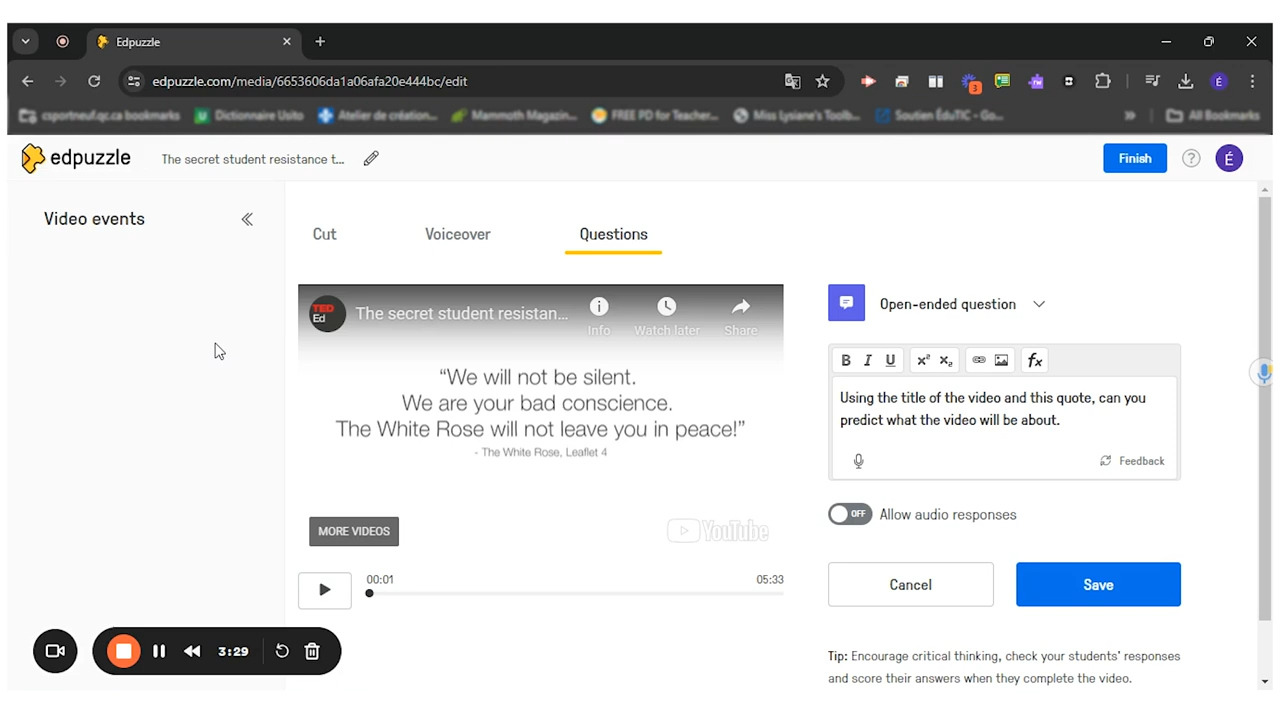 Edpuzzle
edpuzzle.com/media/6653606da1a06afa20e444bc/edit
3
É
csportneuf.qc.ca bookmarks
Dictionnaire Usito
Atelier de création...
Mammoth Magazin...
FREE PD for Teacher...
Miss Lysiane's Toolb...
Soutien ÉduTIC - Go...
All Bookmarks
edpuzzle
The secret student resistance t...
Finish
?
É
Video events
Cut
Voiceover
Questions
TED
Ed
The secret student resistan...
Info
Watch later
Share
“We will not be silent.
We are your bad conscience.
The White Rose will not leave you in peace!”
- The White Rose, Leaflet 4
MORE VIDEOS
YouTube
00:01
05:33
Open-ended question
B I U x² x₂ fx
Using the title of the video and this quote, can you
predict what the video will be about.
Feedback
OFF
Allow audio responses
Cancel
Save
3:29
Tip: Encourage critical thinking, check your students' responses
and score their answers when they complete the video.